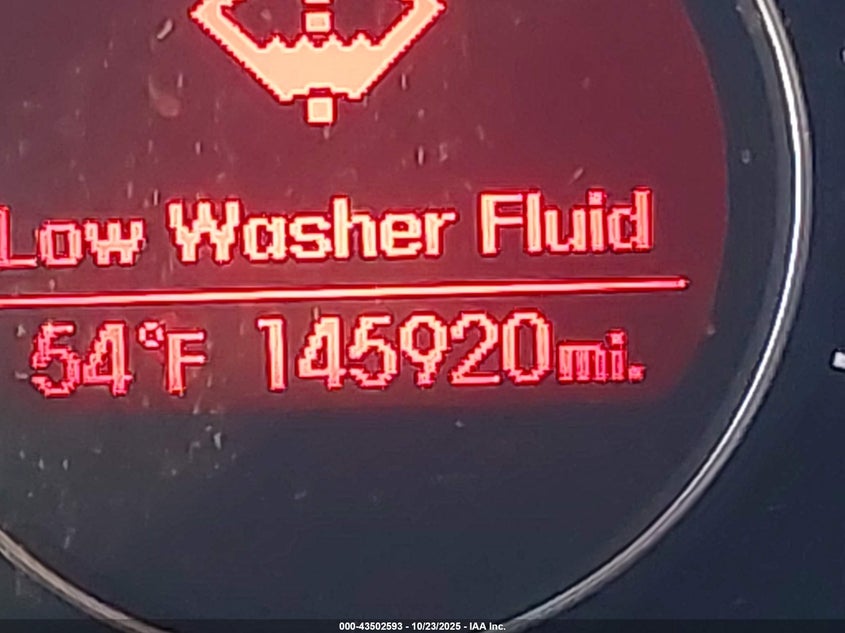 Low Washer Fluid
54°F 145920mi.
000-43502593 - 10/23/2025 - IAA Inc.